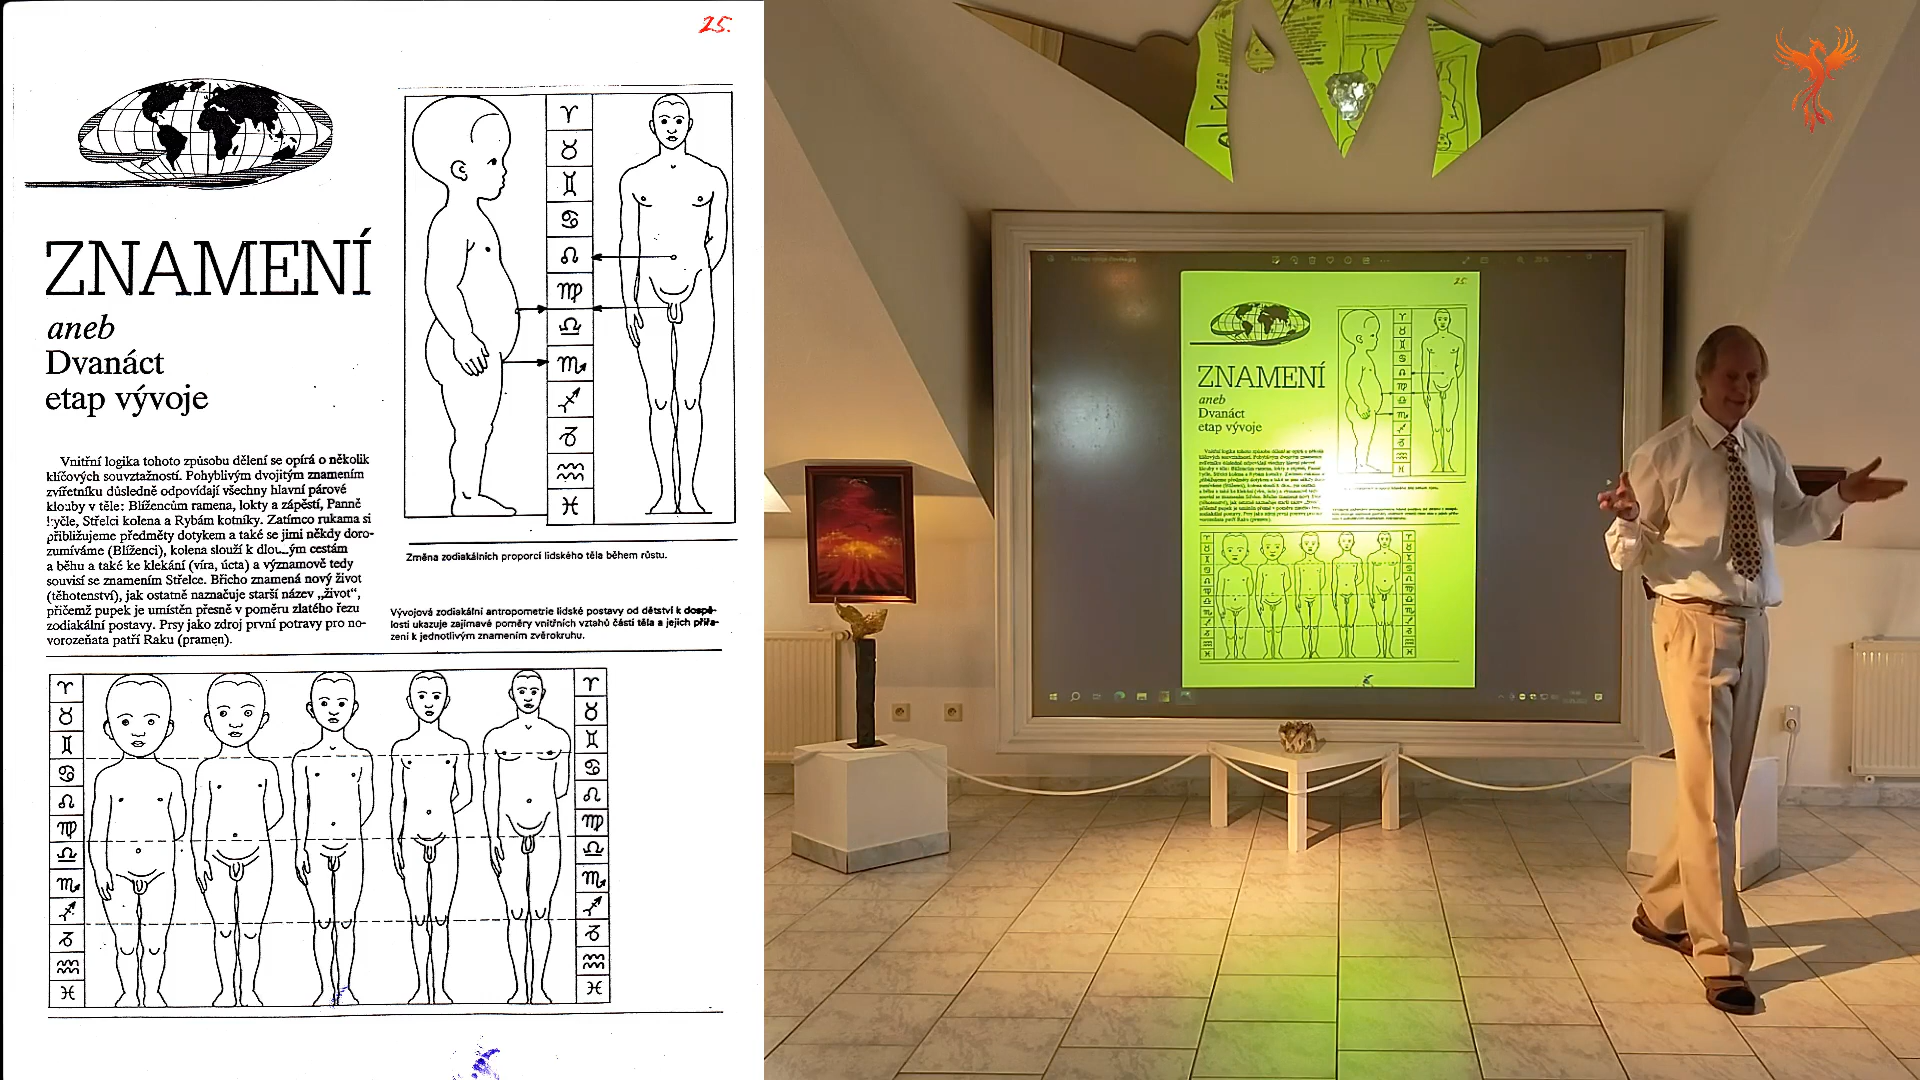 25.
ZNAMENÍ
aneb
Dvanáct
etap vývoje
Vnitřní logika tohoto způsobu dělení se opírá o několik
klíčových souvztažností. Pohyblivým dvojitým znamením
zvířetníku důsledně odpovídají všechny hlavní párové
klouby v těle: Blížencům ramena, lokty a zápěstí, Panně
kyčle, Střelci kolena a Rybám kotníky. Zatímco rukama si
přibližujeme předměty dotykem a také se jimi někdy doro-
zumíváme (Blíženci), kolena slouží k cestám
a běhu a také ke klekání (víra, úcta) a významově tedy
souvisí se znamením Střelce. Břicho znamená nový život
(těhotenství), jak ostatně naznačuje starší název „život“,
přičemž pupek je umístěn přesně v poměru zlatého řezu
zodiakální postavy. Prsy jako zdroj první potravy pro no-
vorozeňata patří Raku (pramen).
♈
♉
♊
♋
♌
♍
♎
♏
♐
♑
♒
♓
Změna zodiakálních proporcí lidského těla během růstu.
Vývojová zodiakální antropometrie lidské postavy od dětství k dospě-
losti ukazuje zajímavé poměry vnitřních vztahů částí těla a jejich přiřa-
zení k jednotlivým znamením zvěrokruhu.
♈ ♈
♉ ♉
♊ ♊
♋ ♋
♌ ♌
♍ ♍
♎ ♎
♏ ♏
♐ ♐
♑ ♑
♒ ♒
♓ ♓
25.
ZNAMENÍ
aneb
Dvanáct
etap vývoje